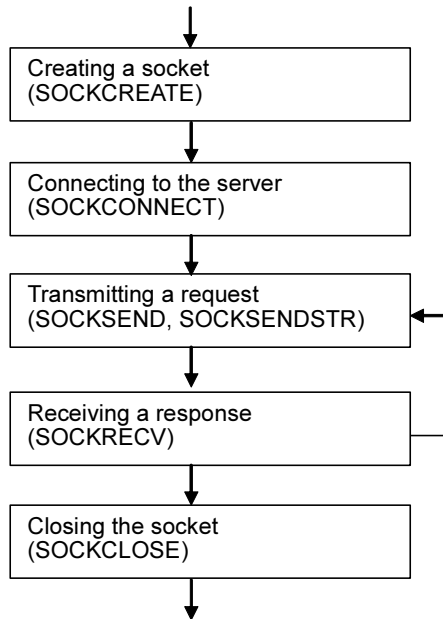 Creating a socket
(SOCKCREATE)
Connecting to the server
(SOCKCONNECT)
Transmitting a request
(SOCKSEND, SOCKSENDSTR)
Receiving a response
(SOCKRECV)
Closing the socket
(SOCKCLOSE)